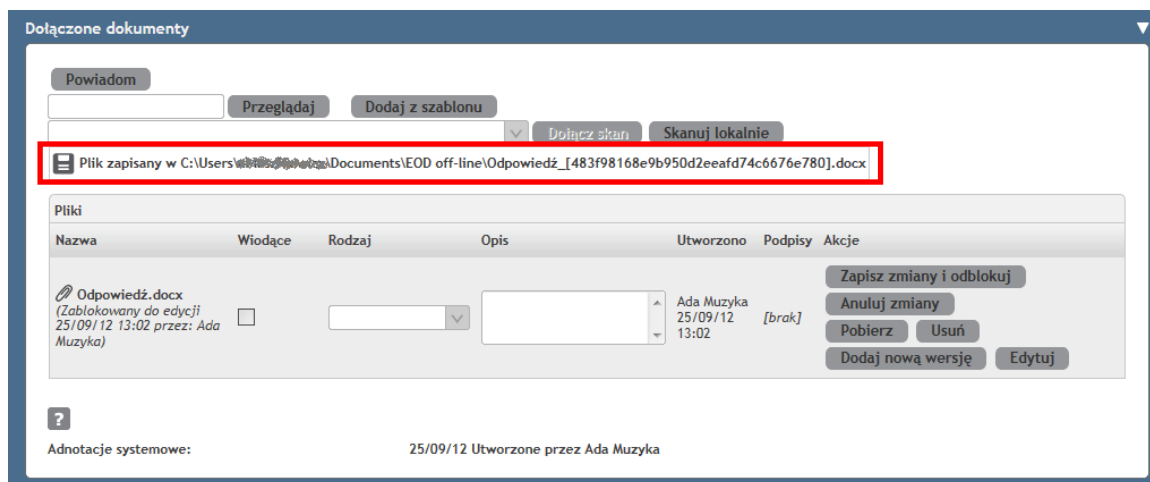 Dołączone dokumenty
Powiadom
Przeglądaj Dodaj z szablonu
Dołącz skan Skanuj lokalnie
Plik zapisany w C:\Users\ \Documents\EOD off-line\Odpowiedź_[483f98168e9b950d2eeafd74c6676e780].docx
Pliki
Nazwa Wiodące Rodzaj Opis Utworzono Podpisy Akcje
Odpowiedź.docx
(Zablokowany do edycji
25/09/12 13:02 przez: Ada
Muzyka)
Ada Muzyka
25/09/12
13:02
[brak]
Zapisz zmiany i odblokuj
Anuluj zmiany
Pobierz Usuń
Dodaj nową wersję Edytuj
?
Adnotacje systemowe: 25/09/12 Utworzone przez Ada Muzyka